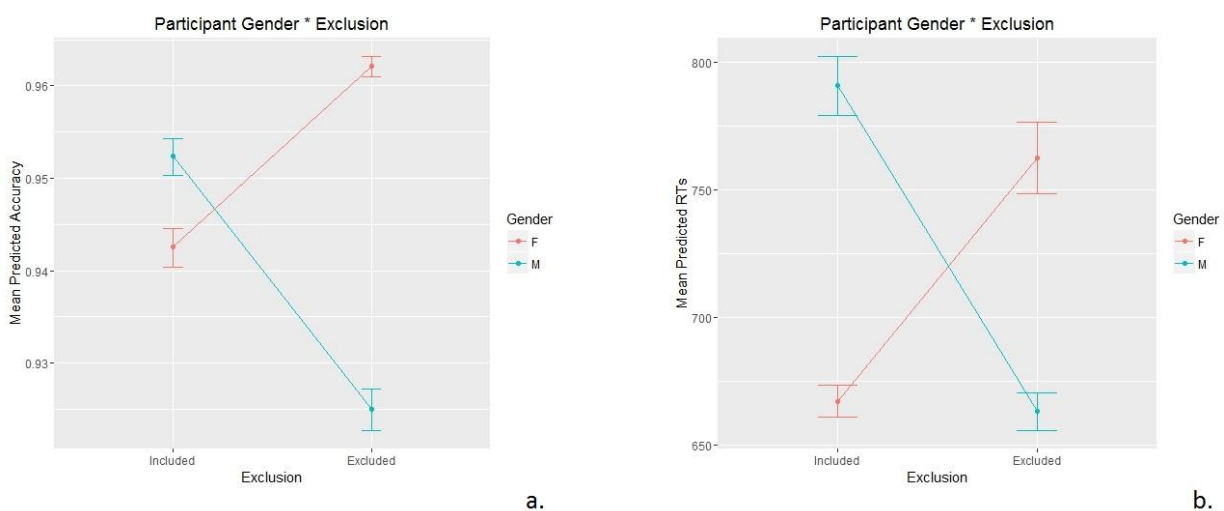 Participant Gender * Exclusion
Mean Predicted Accuracy
0.96
0.95
0.94
0.93
Included
Excluded
Exclusion
Gender
F
M
a.
Participant Gender * Exclusion
Mean Predicted RTs
800
750
700
650
Included
Excluded
Exclusion
Gender
F
M
b.